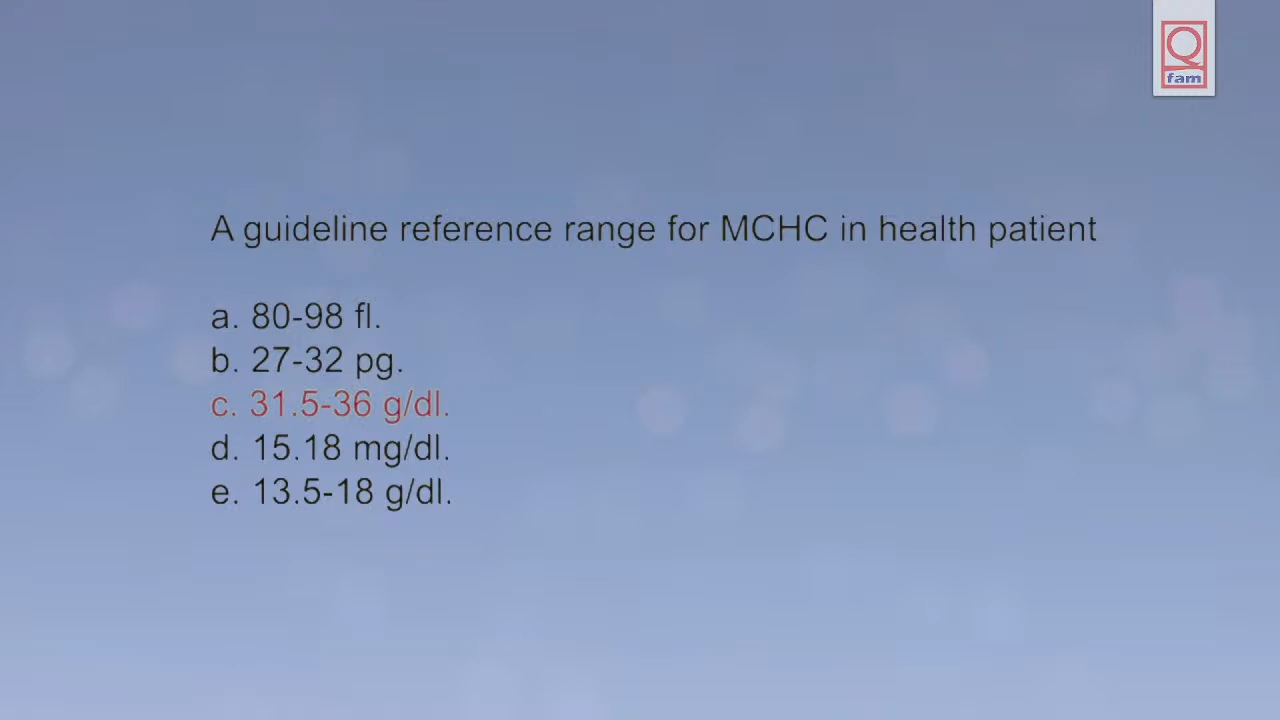 Q
fam
A guideline reference range for MCHC in health patient
a. 80-98 fl.
b. 27-32 pg.
c. 31.5-36 g/dl.
d. 15.18 mg/dl.
e. 13.5-18 g/dl.